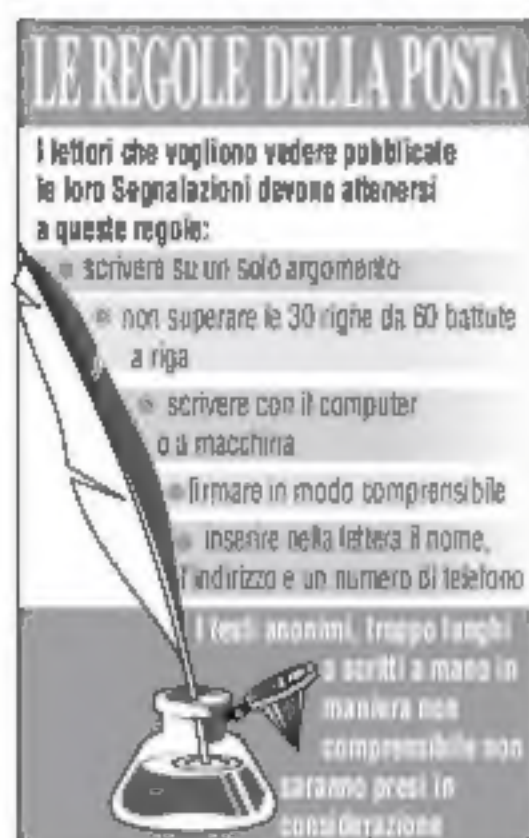 LE REGOLE DELLA POSTA
I lettori che vogliono vedere pubblicate
le loro Segnalazioni devono attenersi
a queste regole:
• scrivere su un solo argomento
• non superare le 30 righe da 60 battute
a riga
• scrivere con il computer
o a macchina
• firmare in modo comprensibile
• inserire nella lettera il nome,
l'indirizzo e un numero di telefono
I testi anonimi, troppo lunghi
o scritti a mano in
maniera non
comprensibile non
saranno presi in
considerazione